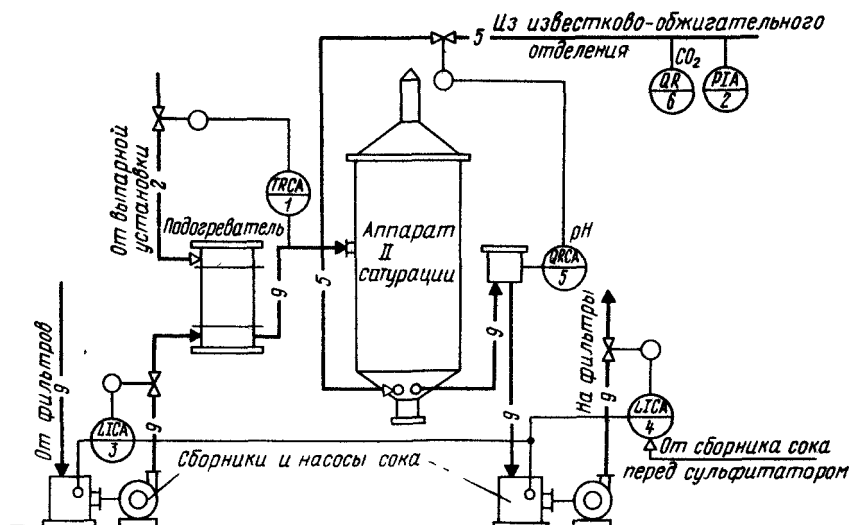 Из известково-обжигательного
отделения
5
CO₂
QR
6
PIA
2
От выпарной
установки
2
TRCA
1
Подогреватель
Аппарат
II
сатурации
pH
QRCA
5
5
9
9
9
На фильтры
9
От фильтров
9
9
LICA
3
LICA
4
Сборники и насосы сока
От сборника сока
перед сульфитатором